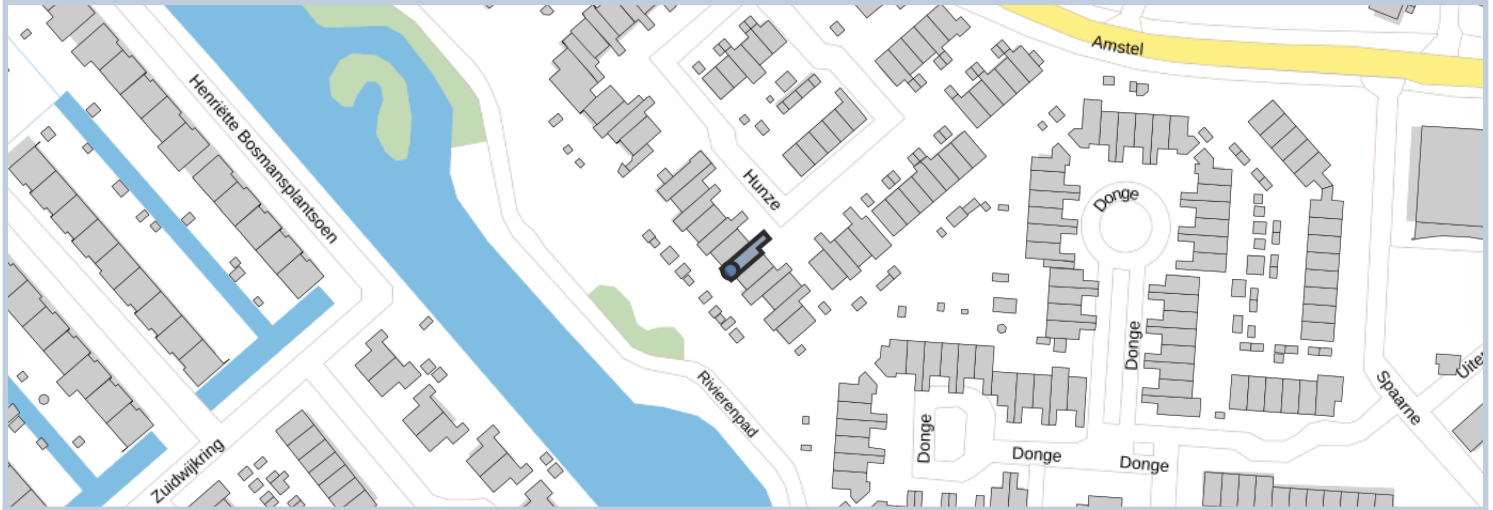 Amstel
Henriëtte Bosmansplantsoen
Hunze
Donge
Donge
Rivierenpad
Spaarne
Donge
Donge
Donge
Zuidwijkring